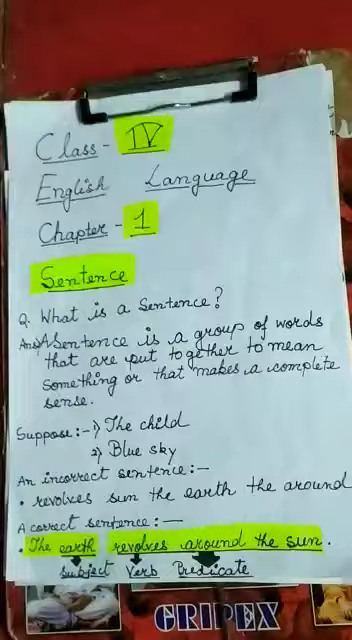 Class - IV
English Language
Chapter - 1
Sentence
Q. What is a sentence?
Ans) A sentence is a group of words
that are put together to mean
something or that makes a complete
sense.
Suppose :- 1) The child
2) Blue sky
An incorrect sentence :-
• revolves sun the earth the around
A correct sentence :-
• The earth revolves around the sun.
Subject Verb Predicate
GRIPEX